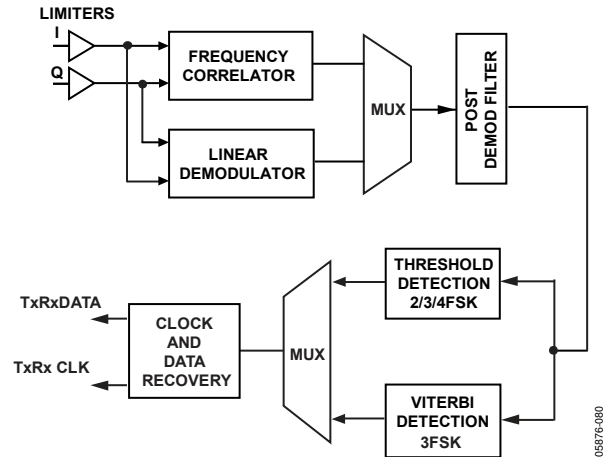 LIMITERS
I
Q
FREQUENCY
CORRELATOR
LINEAR
DEMODULATOR
MUX
POST
DEMOD FILTER
THRESHOLD
DETECTION
2/3/4FSK
VITERBI
DETECTION
3FSK
MUX
CLOCK
AND
DATA
RECOVERY
TxRxDATA
TxRx CLK
05876-080